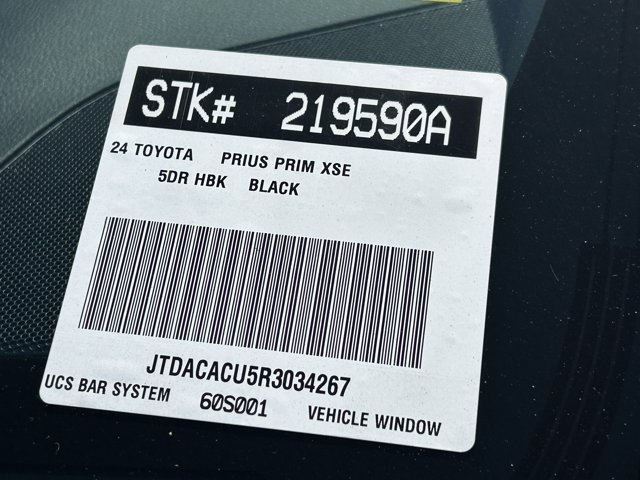 STK# 219590A
24 TOYOTA PRIUS PRIM XSE
5DR HBK BLACK
JTDACACU5R3034267
UCS BAR SYSTEM 60S001 VEHICLE WINDOW